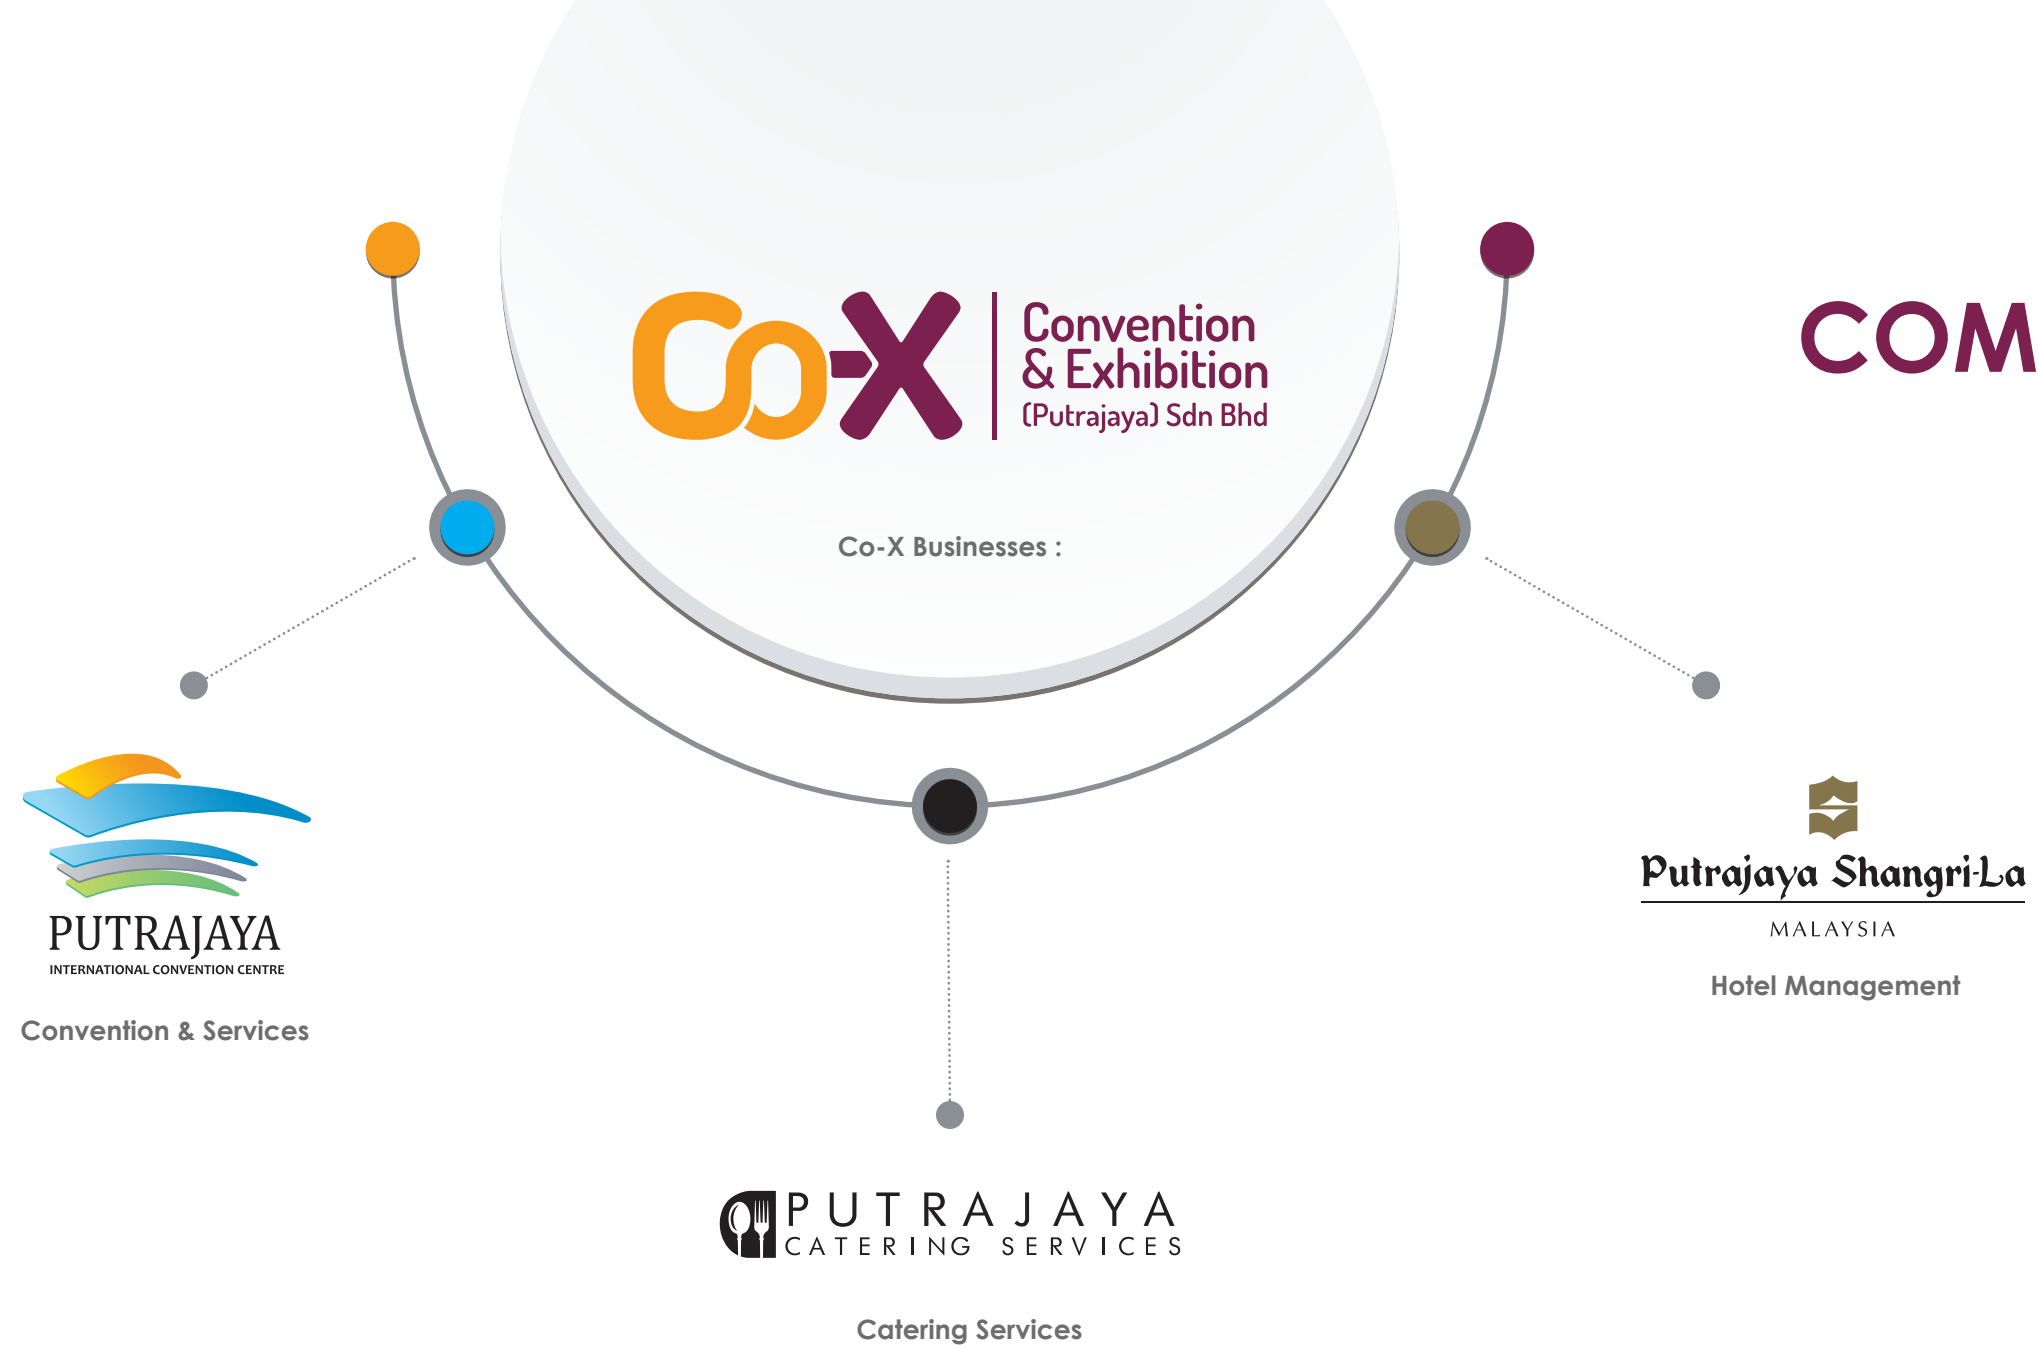 Co-X
Convention
& Exhibition
(Putrajaya) Sdn Bhd
COM
Co-X Businesses :
PUTRAJAYA
INTERNATIONAL CONVENTION CENTRE
Convention & Services
Putrajaya Shangri-La
MALAYSIA
Hotel Management
PUTRAJAYA
CATERING SERVICES
Catering Services